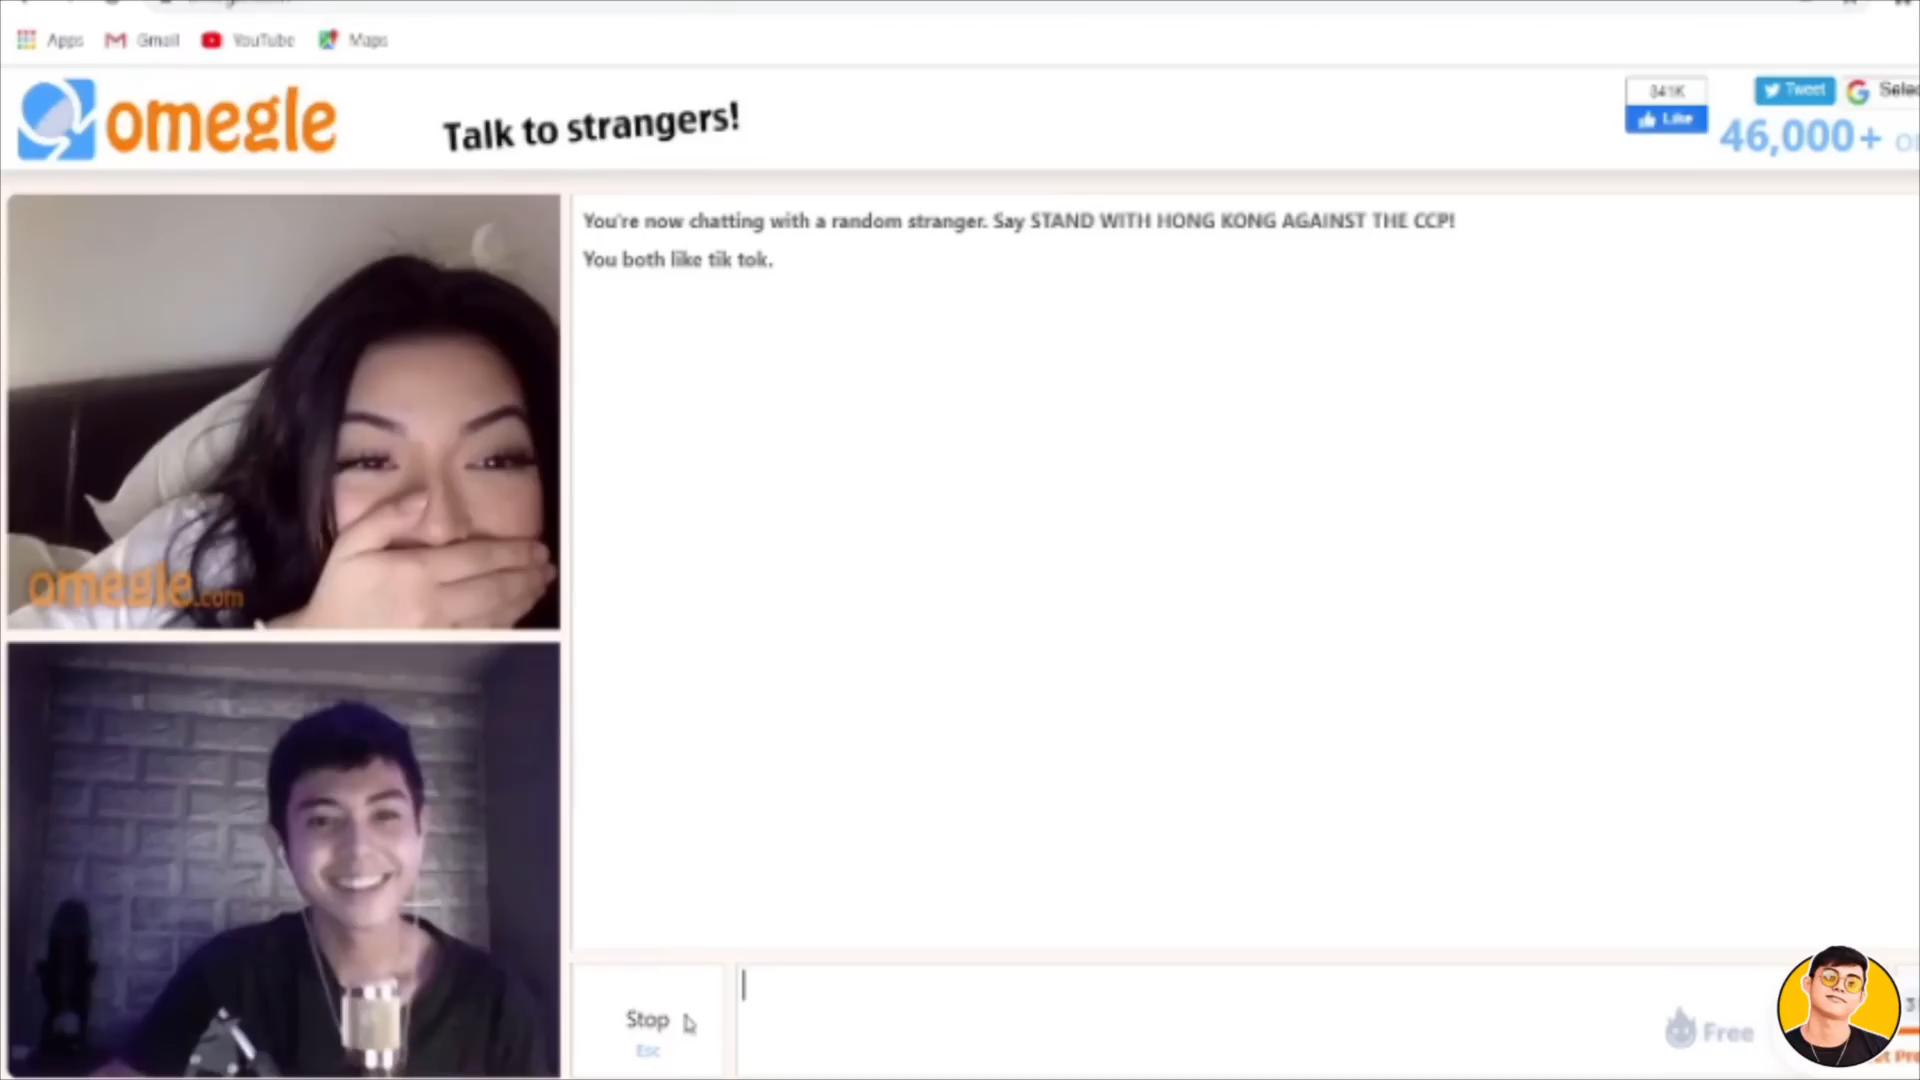 Apps Gmail YouTube Maps
omegle
Talk to strangers!
341K
Like
Tweet
46,000+
You're now chatting with a random stranger. Say STAND WITH HONG KONG AGAINST THE CCP!
You both like tik tok.
omegle.com
Stop
Esc
Free